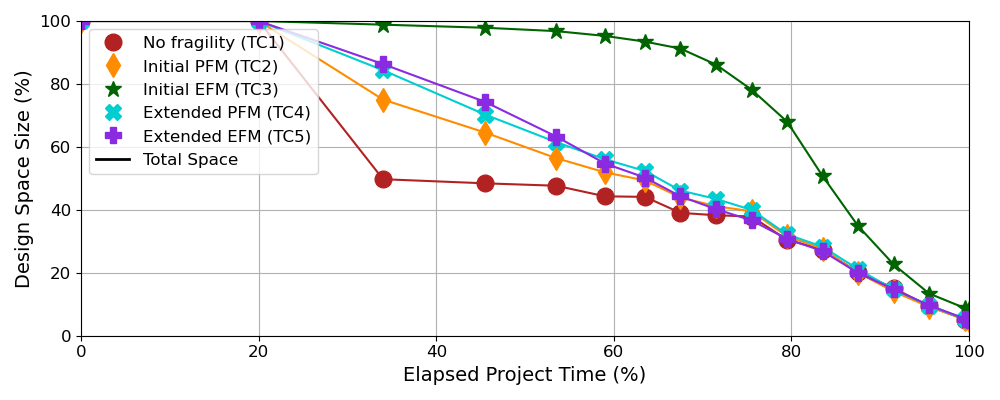 100
80
60
40
20
0
Design Space Size (%)
No fragility (TC1)
Initial PFM (TC2)
Initial EFM (TC3)
Extended PFM (TC4)
Extended EFM (TC5)
Total Space
0 20 40 60 80 100
Elapsed Project Time (%)